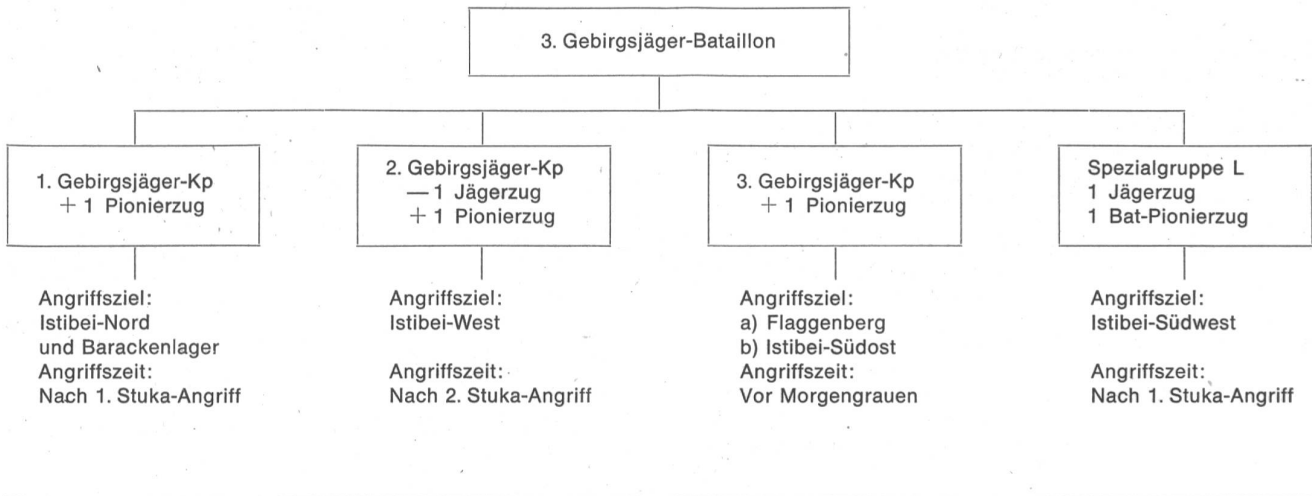 3. Gebirgsjäger-Bataillon
1. Gebirgsjäger-Kp
+ 1 Pionierzug
2. Gebirgsjäger-Kp
— 1 Jägerzug
+ 1 Pionierzug
3. Gebirgsjäger-Kp
+ 1 Pionierzug
Spezialgruppe L
1 Jägerzug
1 Bat-Pionierzug
Angriffsziel:
Istibei-Nord
und Barackenlager
Angriffszeit:
Nach 1. Stuka-Angriff
Angriffsziel:
Istibei-West
Angriffszeit:
Nach 2. Stuka-Angriff
Angriffsziel:
a) Flaggenberg
b) Istibei-Südost
Angriffszeit:
Vor Morgengrauen
Angriffsziel:
Istibei-Südwest
Angriffszeit:
Nach 1. Stuka-Angriff